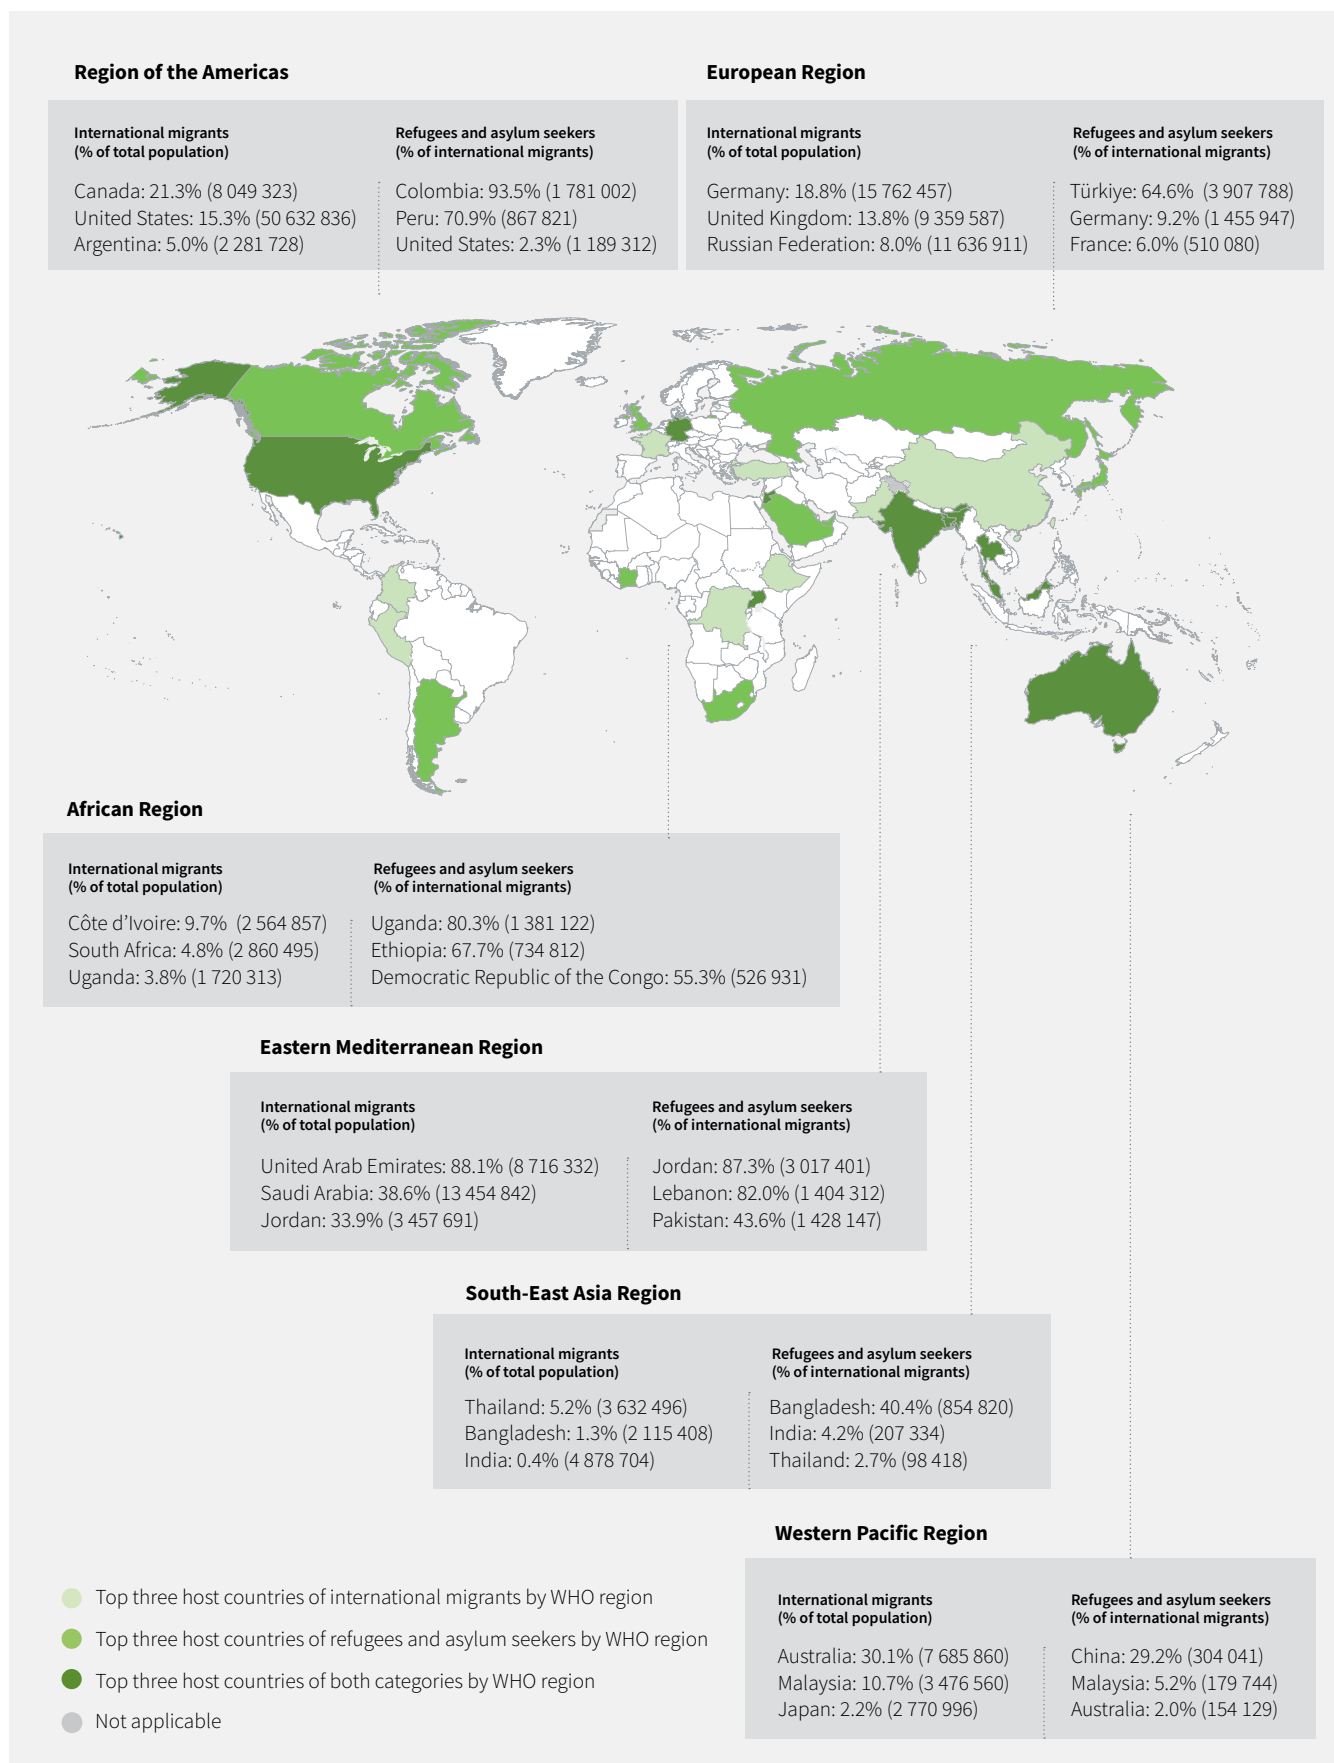 Region of the Americas
International migrants
(% of total population)
Canada: 21.3% (8 049 323)
United States: 15.3% (50 632 836)
Argentina: 5.0% (2 281 728)
Refugees and asylum seekers
(% of international migrants)
Colombia: 93.5% (1 781 002)
Peru: 70.9% (867 821)
United States: 2.3% (1 189 312)
European Region
International migrants
(% of total population)
Germany: 18.8% (15 762 457)
United Kingdom: 13.8% (9 359 587)
Russian Federation: 8.0% (11 636 911)
Refugees and asylum seekers
(% of international migrants)
Türkiye: 64.6% (3 907 788)
Germany: 9.2% (1 455 947)
France: 6.0% (510 080)
African Region
International migrants
(% of total population)
Côte d’Ivoire: 9.7% (2 564 857)
South Africa: 4.8% (2 860 495)
Uganda: 3.8% (1 720 313)
Refugees and asylum seekers
(% of international migrants)
Uganda: 80.3% (1 381 122)
Ethiopia: 67.7% (734 812)
Democratic Republic of the Congo: 55.3% (526 931)
Eastern Mediterranean Region
International migrants
(% of total population)
United Arab Emirates: 88.1% (8 716 332)
Saudi Arabia: 38.6% (13 454 842)
Jordan: 33.9% (3 457 691)
Refugees and asylum seekers
(% of international migrants)
Jordan: 87.3% (3 017 401)
Lebanon: 82.0% (1 404 312)
Pakistan: 43.6% (1 428 147)
South-East Asia Region
International migrants
(% of total population)
Thailand: 5.2% (3 632 496)
Bangladesh: 1.3% (2 115 408)
India: 0.4% (4 878 704)
Refugees and asylum seekers
(% of international migrants)
Bangladesh: 40.4% (854 820)
India: 4.2% (207 334)
Thailand: 2.7% (98 418)
Western Pacific Region
International migrants
(% of total population)
Australia: 30.1% (7 685 860)
Malaysia: 10.7% (3 476 560)
Japan: 2.2% (2 770 996)
Refugees and asylum seekers
(% of international migrants)
China: 29.2% (304 041)
Malaysia: 5.2% (179 744)
Australia: 2.0% (154 129)
Top three host countries of international migrants by WHO region
Top three host countries of refugees and asylum seekers by WHO region
Top three host countries of both categories by WHO region
Not applicable